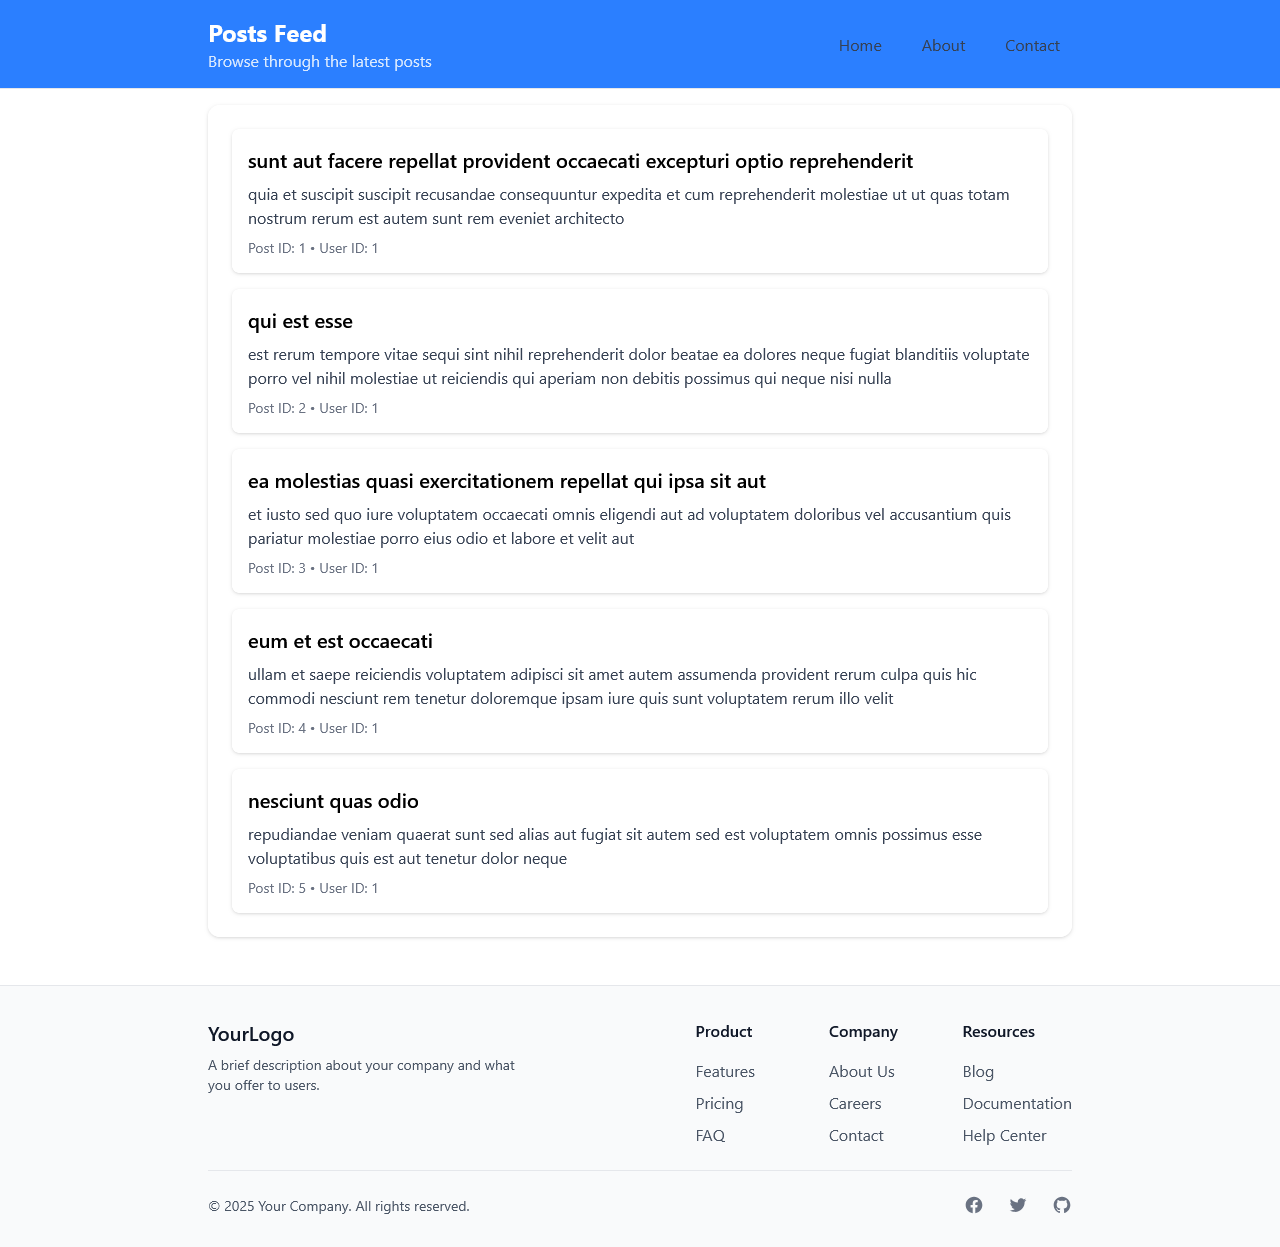 Posts Feed
Browse through the latest posts
Home
About
Contact
sunt aut facere repellat provident occaecati excepturi optio reprehenderit
quia et suscipit suscipit recusandae consequuntur expedita et cum reprehenderit molestiae ut ut quas totam
nostrum rerum est autem sunt rem eveniet architecto
Post ID: 1 • User ID: 1
qui est esse
est rerum tempore vitae sequi sint nihil reprehenderit dolor beatae ea dolores neque fugiat blanditiis voluptate
porro vel nihil molestiae ut reiciendis qui aperiam non debitis possimus qui neque nisi nulla
Post ID: 2 • User ID: 1
ea molestias quasi exercitationem repellat qui ipsa sit aut
et iusto sed quo iure voluptatem occaecati omnis eligendi aut ad voluptatem doloribus vel accusantium quis
pariatur molestiae porro eius odio et labore et velit aut
Post ID: 3 • User ID: 1
eum et est occaecati
ullam et saepe reiciendis voluptatem adipisci sit amet autem assumenda provident rerum culpa quis hic
commodi nesciunt rem tenetur doloremque ipsam iure quis sunt voluptatem rerum illo velit
Post ID: 4 • User ID: 1
nesciunt quas odio
repudiandae veniam quaerat sunt sed alias aut fugiat sit autem sed est voluptatem omnis possimus esse
voluptatibus quis est aut tenetur dolor neque
Post ID: 5 • User ID: 1
YourLogo
A brief description about your company and what
you offer to users.
Product
Features
Pricing
FAQ
Company
About Us
Careers
Contact
Resources
Blog
Documentation
Help Center
© 2025 Your Company. All rights reserved.